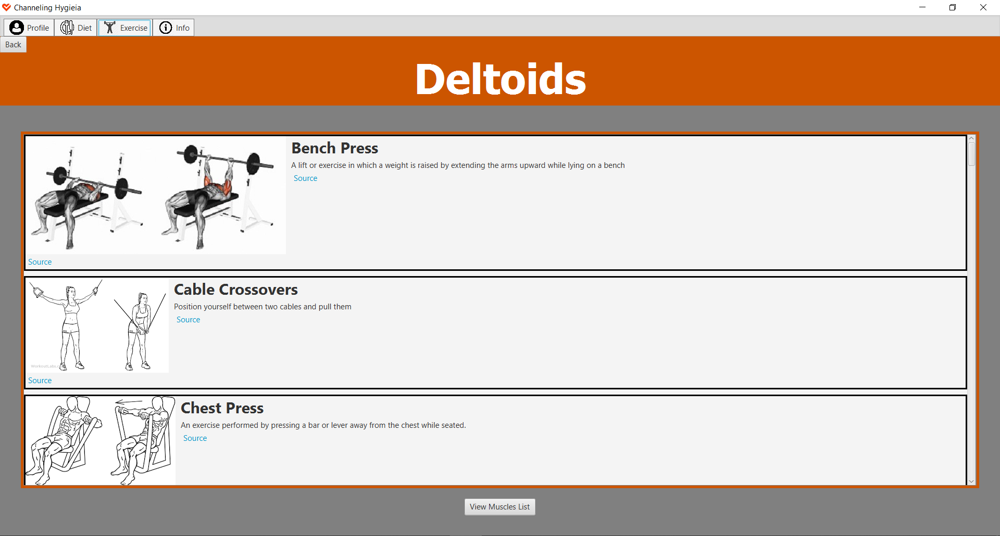 Channeling Hygieia
Profile
Diet
Exercise
Info
Back
Deltoids
Bench Press
A lift or exercise in which a weight is raised by extending the arms upward while lying on a bench
Source
Source
Cable Crossovers
Position yourself between two cables and pull them
Source
WorkoutLabs.c
Source
Chest Press
An exercise performed by pressing a bar or lever away from the chest while seated.
Source
View Muscles List